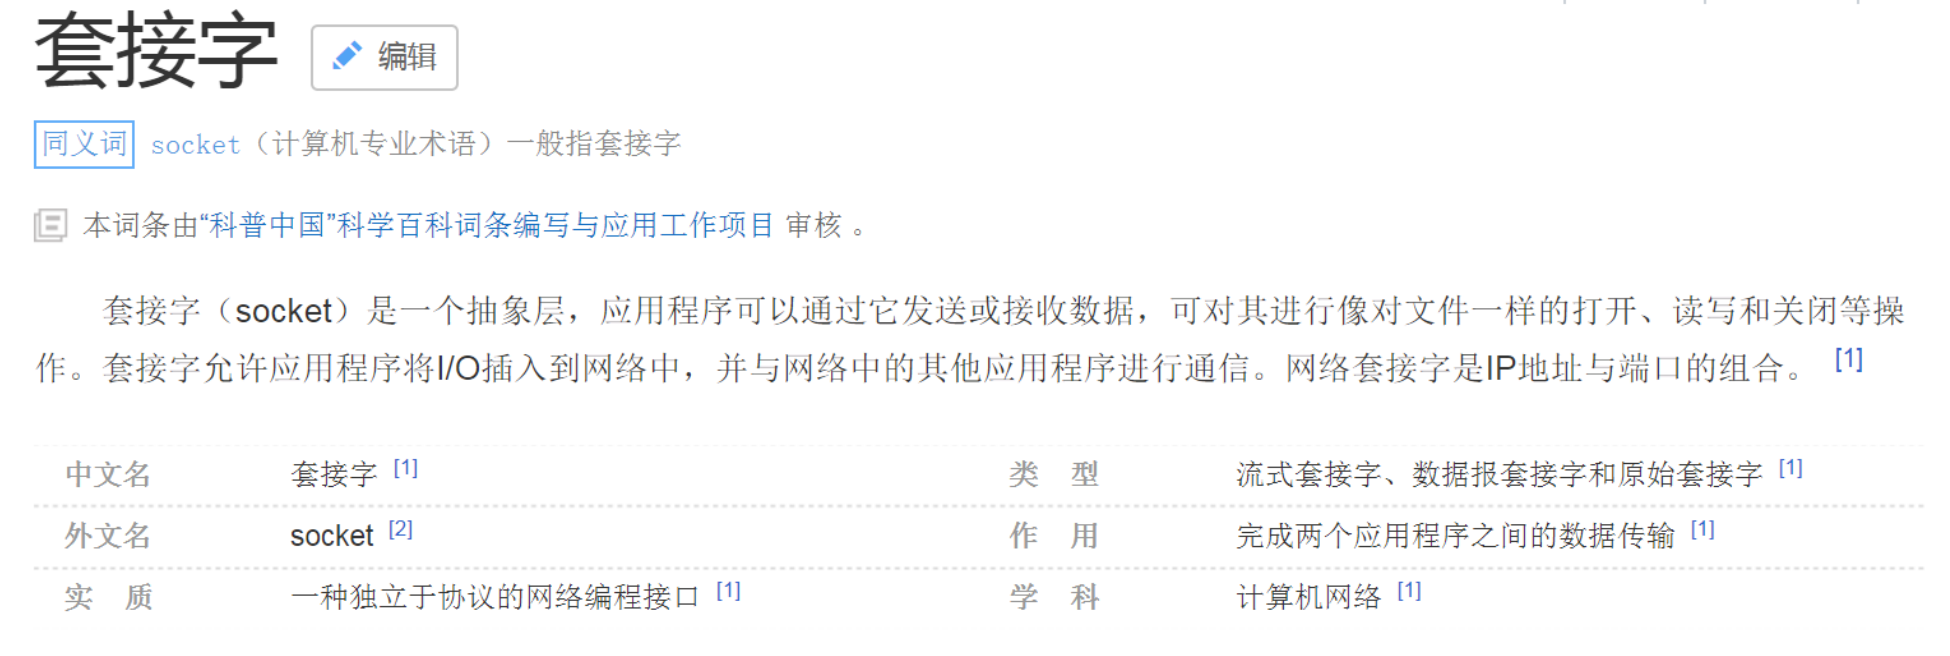 套接字 编辑
同义词 socket（计算机专业术语）一般指套接字
本词条由“科普中国”科学百科词条编写与应用工作项目 审核 。
套接字（socket）是一个抽象层，应用程序可以通过它发送或接收数据，可对其进行像对文件一样的打开、读写和关闭等操
作。套接字允许应用程序将I/O插入到网络中，并与网络中的其他应用程序进行通信。网络套接字是IP地址与端口的组合。 [1]
中文名 套接字 [1] 类 型 流式套接字、数据报套接字和原始套接字 [1]
外文名 socket [2] 作 用 完成两个应用程序之间的数据传输 [1]
实 质 一种独立于协议的网络编程接口 [1] 学 科 计算机网络 [1]